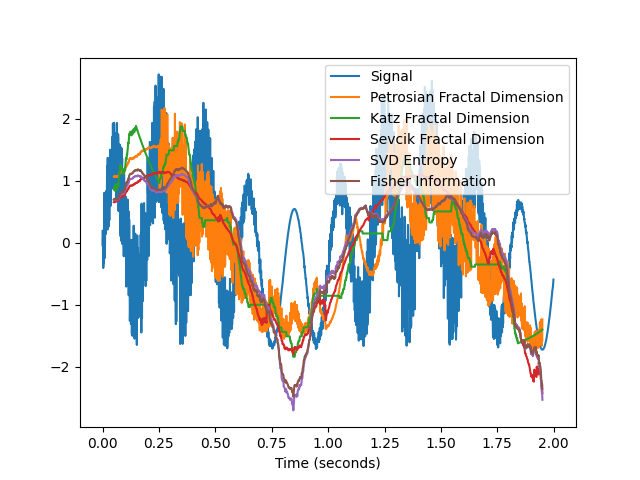 Signal
Petrosian Fractal Dimension
Katz Fractal Dimension
Sevcik Fractal Dimension
SVD Entropy
Fisher Information
2
1
0
−1
−2
0.00 0.25 0.50 0.75 1.00 1.25 1.50 1.75 2.00
Time (seconds)